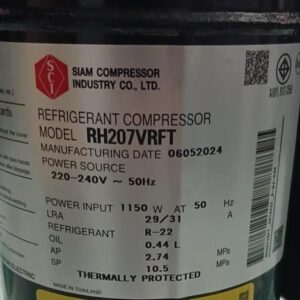 SCI
SIAM COMPRESSOR
INDUSTRY CO., LTD.
REFRIGERANT COMPRESSOR
MODEL RH207VRFT
MANUFACTURING DATE 06052024
POWER SOURCE
220-240V ~ 50Hz
POWER INPUT 1150 W AT 50 Hz
LRA 29/31 A
REFRIGERANT R-22
OIL 0.44 L
AP 2.74 MPa
SP 10.5 MPa
THERMALLY PROTECTED
MADE IN THAILAND
ELECTRIC